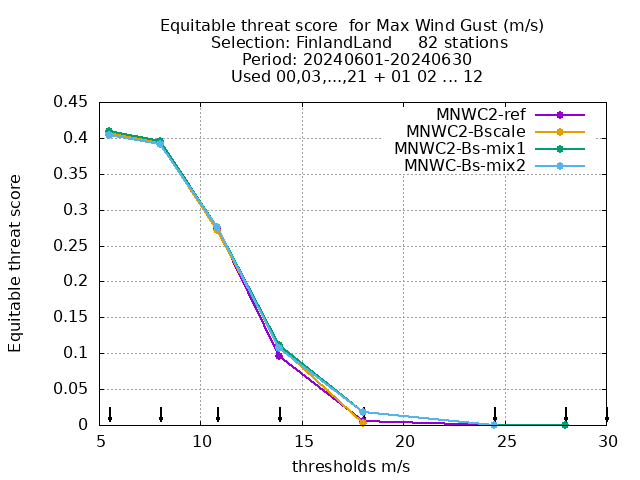 Equitable threat score  for Max Wind Gust (m/s)
Selection: FinlandLand     82 stations
Period: 20240601-20240630
Used 00,03,...,21 + 01 02 ... 12
MNWC2-ref
MNWC2-Bscale
MNWC2-Bs-mix1
MNWC-Bs-mix2
Equitable threat score
0.45
0.4
0.35
0.3
0.25
0.2
0.15
0.1
0.05
0
5 10 15 20 25 30
thresholds m/s